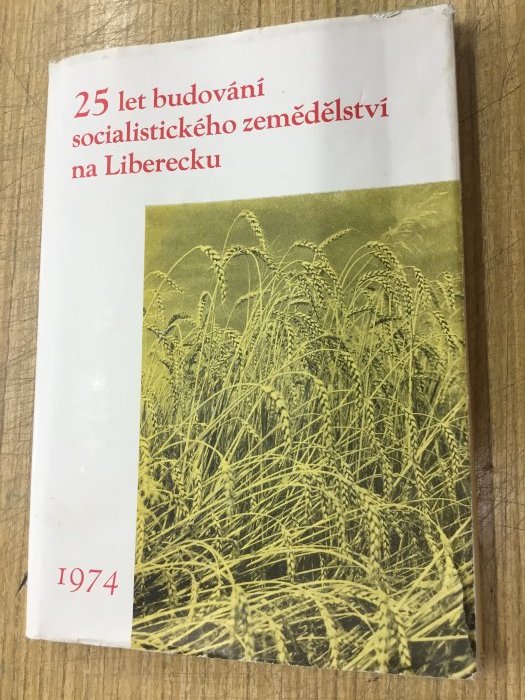 25 let budování
socialistického zemědělství
na Liberecku
1974